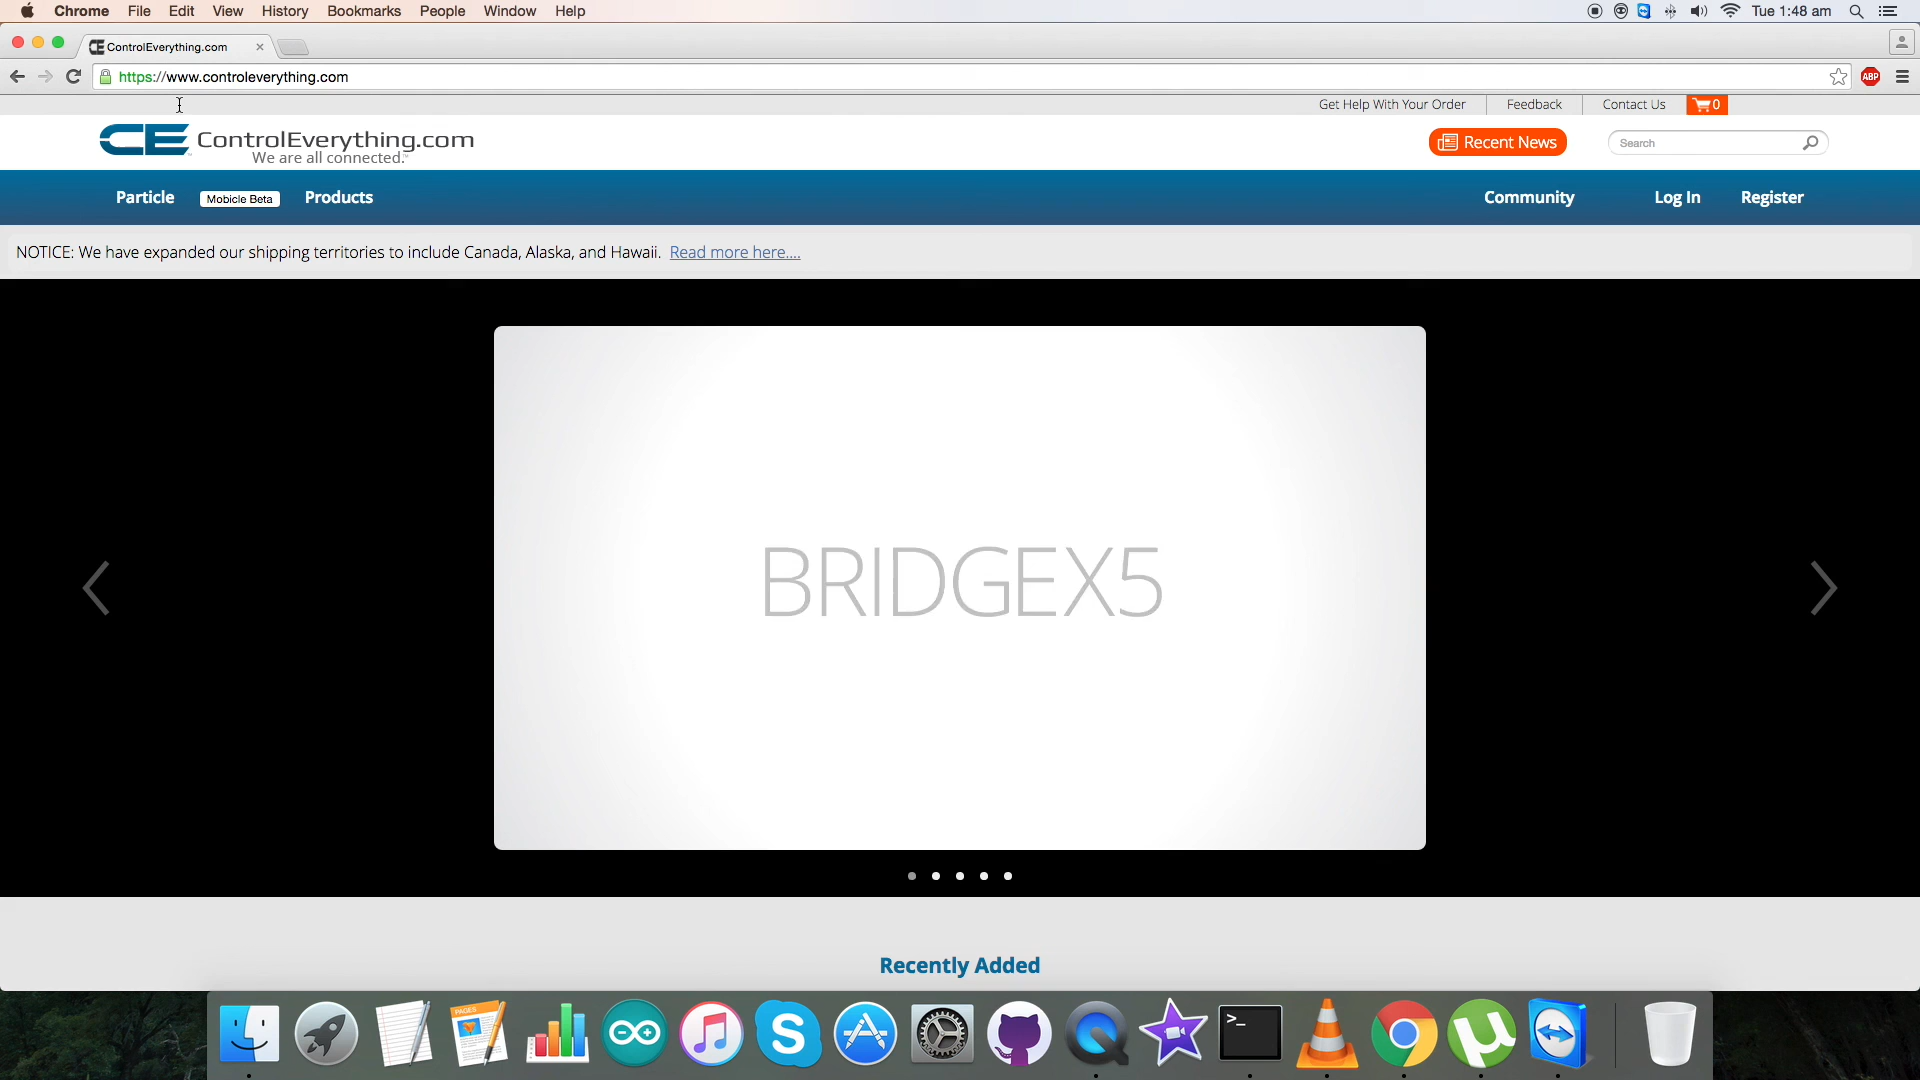 Chrome File Edit View History Bookmarks People Window Help Tue 1:48 am
ControlEverything.com
https://www.controleverything.com ABP
Get Help With Your Order Feedback Contact Us 0
CE ControlEverything.com
We are all connected.
Recent News Search
Particle Mobicle Beta Products Community Log In Register
NOTICE: We have expanded our shipping territories to include Canada, Alaska, and Hawaii. Read more here....
BRIDGEX5
Recently Added
PAGES
>_